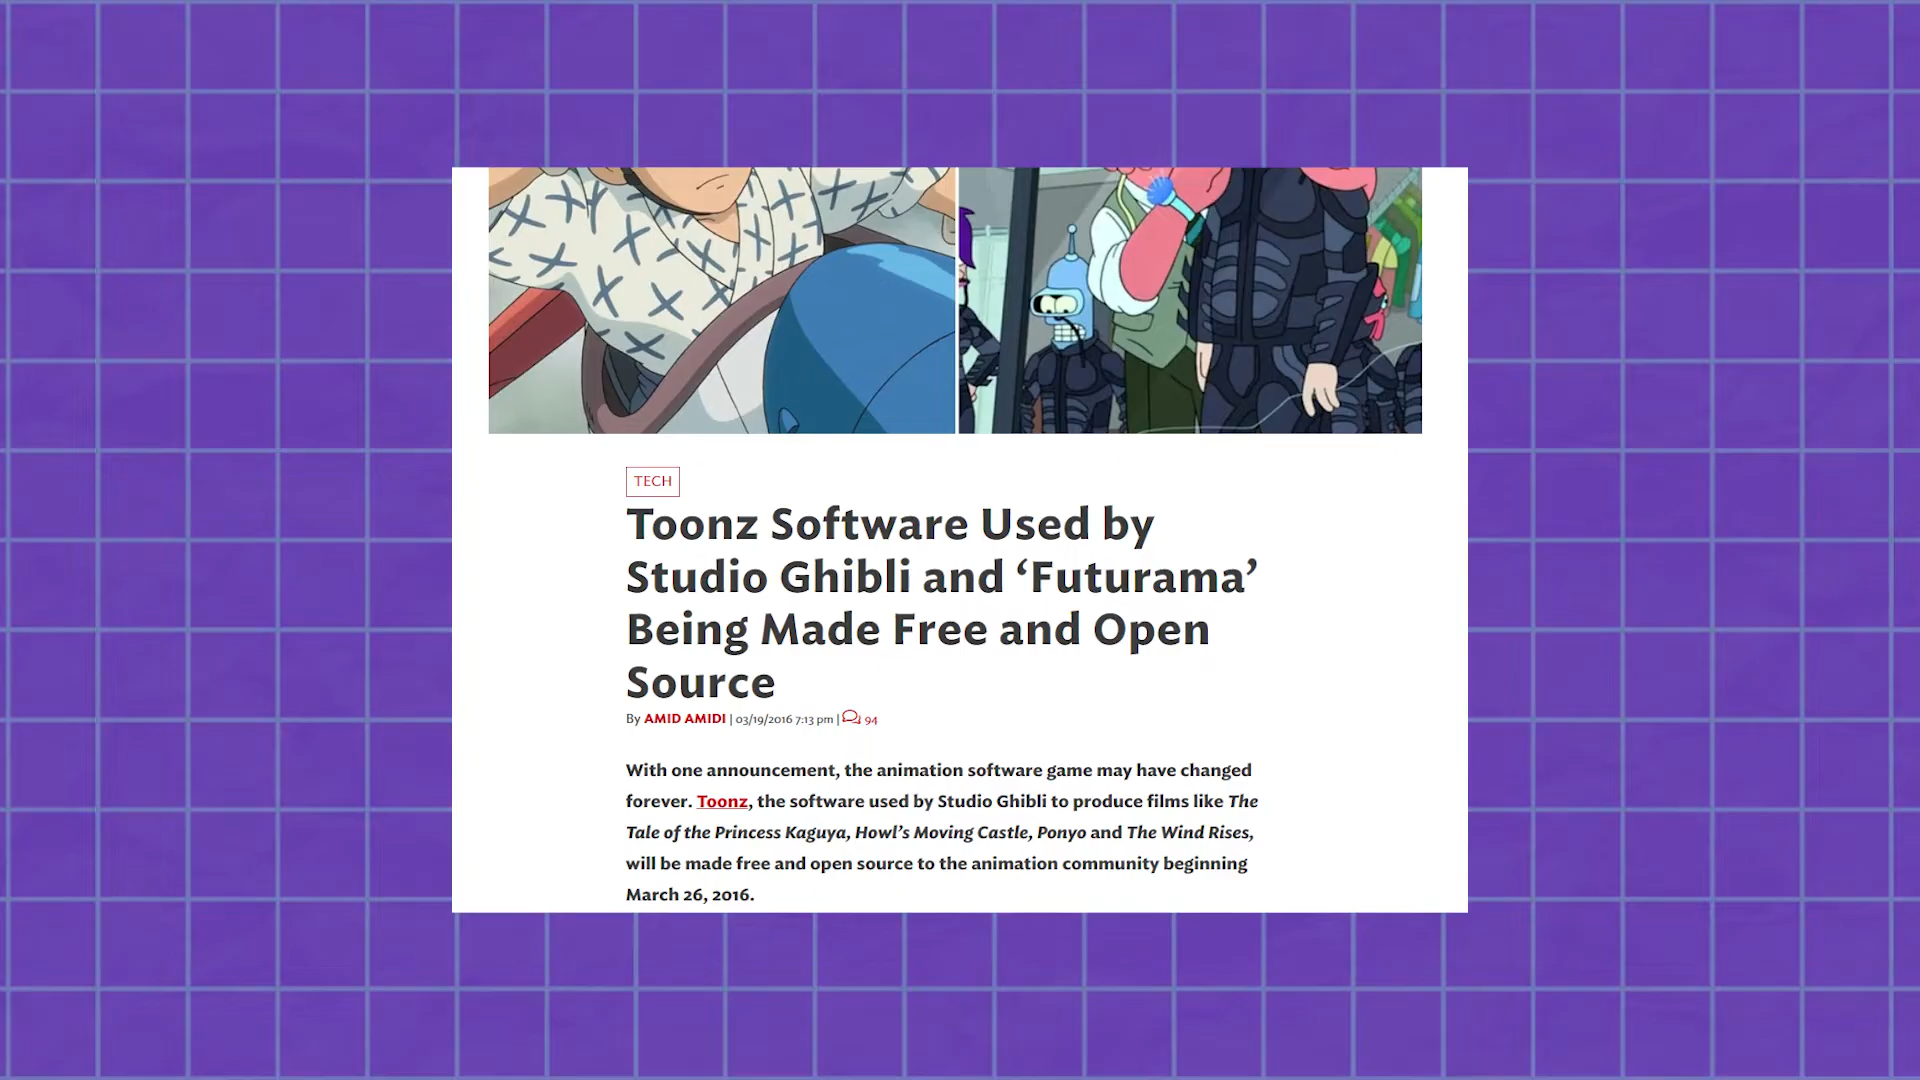 TECH
Toonz Software Used by
Studio Ghibli and ‘Futurama’
Being Made Free and Open
Source
By AMID AMIDI | 03/19/2016 7:13 pm | 94
With one announcement, the animation software game may have changed
forever. Toonz, the software used by Studio Ghibli to produce films like The
Tale of the Princess Kaguya, Howl’s Moving Castle, Ponyo and The Wind Rises,
will be made free and open source to the animation community beginning
March 26, 2016.